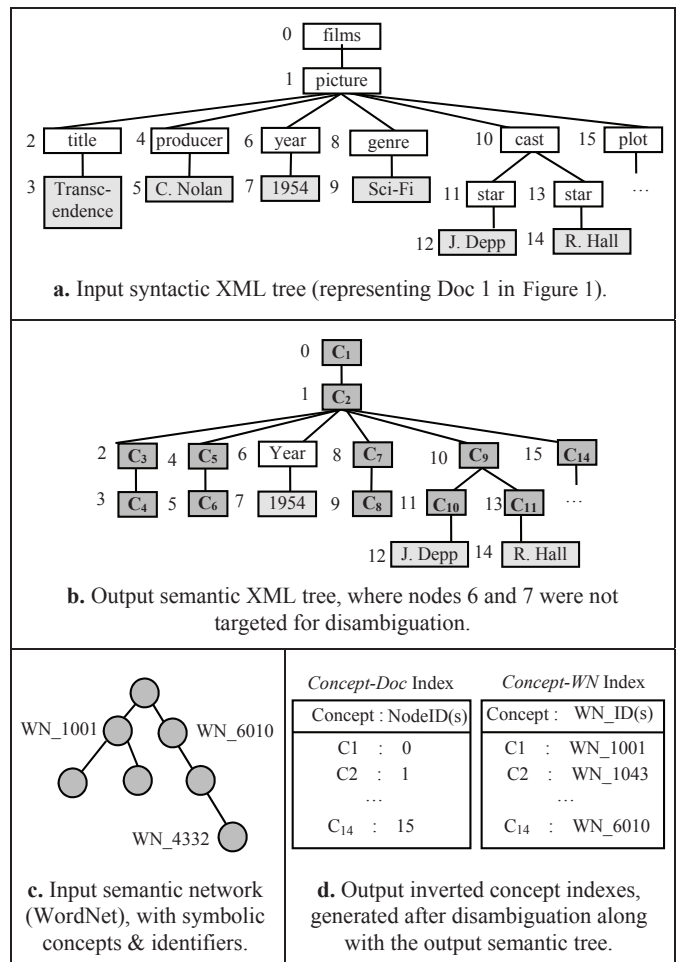 0 films
1 picture
2 title 4 producer 6 year 8 genre 10 cast 15 plot
3 Transc-
endence 5 C. Nolan 7 1954 9 Sci-Fi 11 star 13 star …
12 J. Depp 14 R. Hall
a. Input syntactic XML tree (representing Doc 1 in Figure 1).
0 C1
1 C2
2 C3 4 C5 6 Year 8 C7 10 C9 15 C14
3 C4 5 C6 7 1954 9 C8 11 C10 13 C11 …
12 J. Depp 14 R. Hall
b. Output semantic XML tree, where nodes 6 and 7 were not
targeted for disambiguation.
WN_1001 WN_6010
WN_4332
c. Input semantic network
(WordNet), with symbolic
concepts & identifiers.
Concept-Doc Index
Concept : NodeID(s)
C1 : 0
C2 : 1
…
C14 : 15
Concept-WN Index
Concept : WN_ID(s)
C1 : WN_1001
C2 : WN_1043
…
C14 : WN_6010
d. Output inverted concept indexes,
generated after disambiguation along
with the output semantic tree.